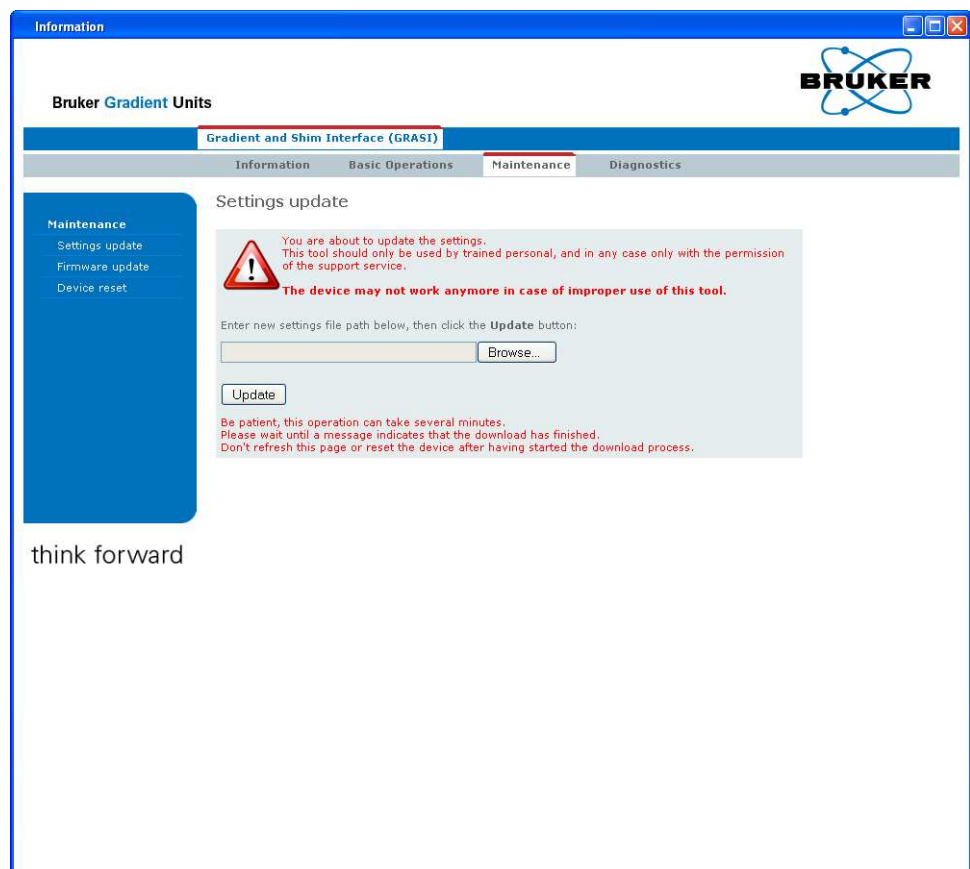 Information
BRUKER
Bruker Gradient Units
Gradient and Shim Interface (GRASI)
Information Basic Operations Maintenance Diagnostics
Maintenance
Settings update
Firmware update
Device reset
Settings update
You are about to update the settings.
This tool should only be used by trained personal, and in any case only with the permission
of the support service.
The device may not work anymore in case of improper use of this tool.
Enter new settings file path below, then click the Update button:
Browse...
Update
Be patient, this operation can take several minutes.
Please wait until a message indicates that the download has finished.
Don't refresh this page or reset the device after having started the download process.
think forward